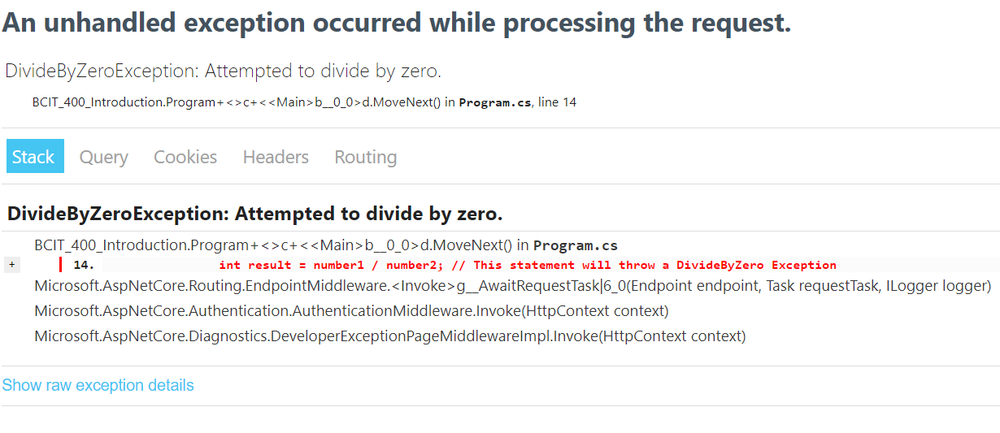 An unhandled exception occurred while processing the request.
DivideByZeroException: Attempted to divide by zero.
BCIT_400_Introduction.Program+<>c+<<Main>b__0_0>d.MoveNext() in Program.cs, line 14
Stack Query Cookies Headers Routing
DivideByZeroException: Attempted to divide by zero.
BCIT_400_Introduction.Program+<>c+<<Main>b__0_0>d.MoveNext() in Program.cs
+ 14. int result = number1 / number2; // This statement will throw a DivideByZero Exception
Microsoft.AspNetCore.Routing.EndpointMiddleware.<Invoke>g__AwaitRequestTask|6_0(Endpoint endpoint, Task requestTask, ILogger logger)
Microsoft.AspNetCore.Authentication.AuthenticationMiddleware.Invoke(HttpContext context)
Microsoft.AspNetCore.Diagnostics.DeveloperExceptionPageMiddlewareImpl.Invoke(HttpContext context)
Show raw exception details